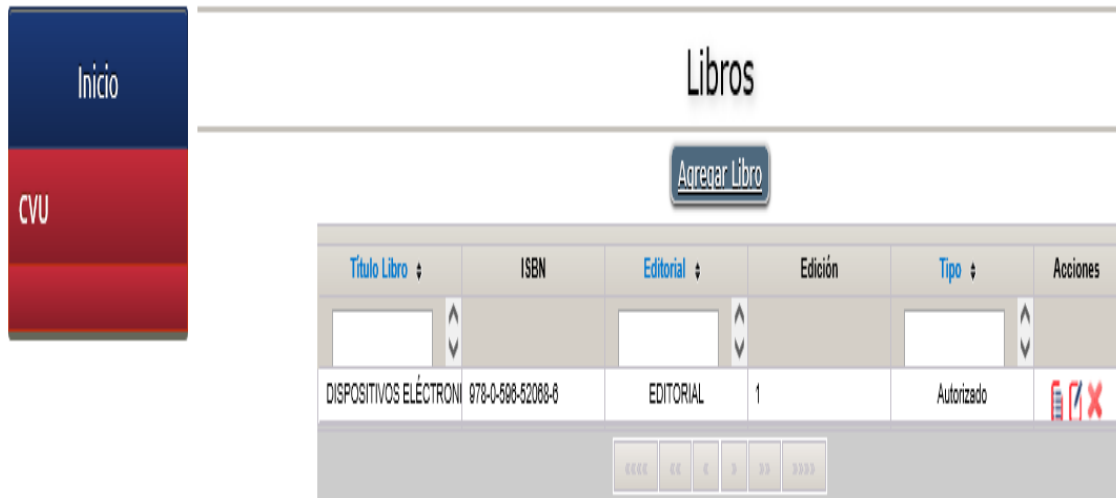 Inicio
CVU
Libros
Agregar Libro
Título Libro ISBN Editorial Edición Tipo Acciones
DISPOSITIVOS ELÉCTRONI 978-0-596-52068-6 EDITORIAL 1 Autorizado
«« «« « » »» »»»»